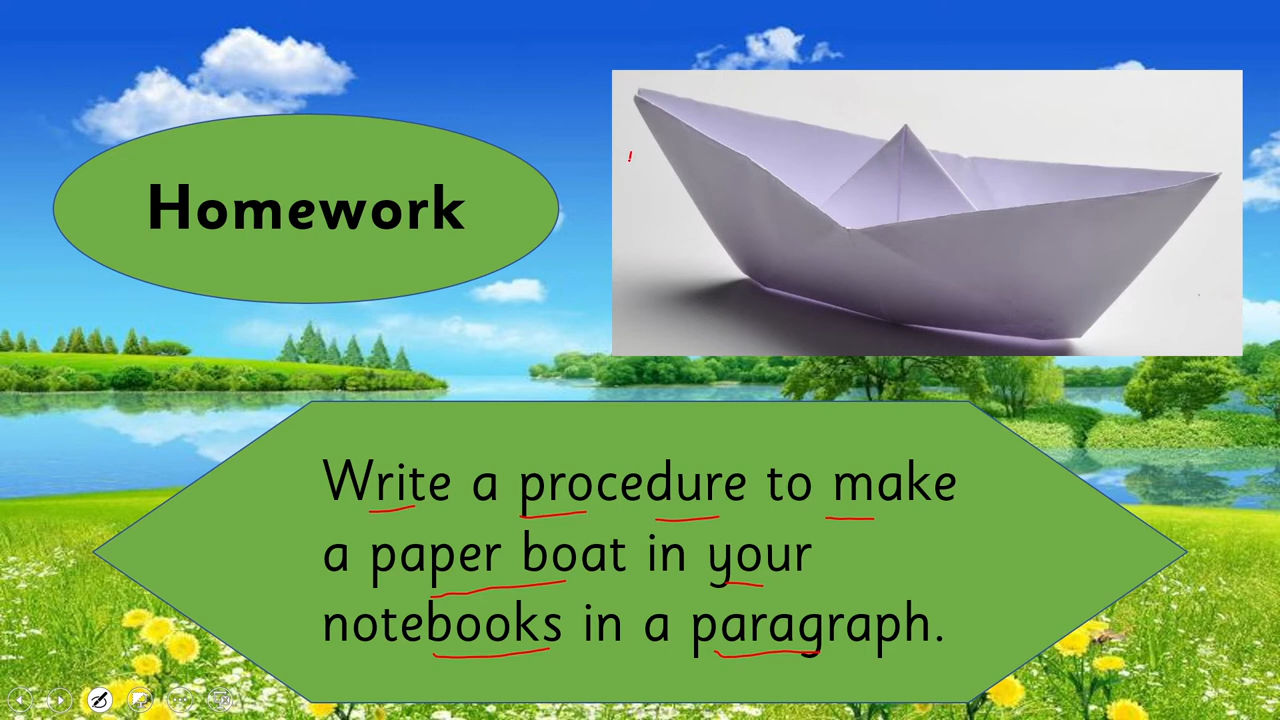 Homework
Write a procedure to make
a paper boat in your
notebooks in a paragraph.